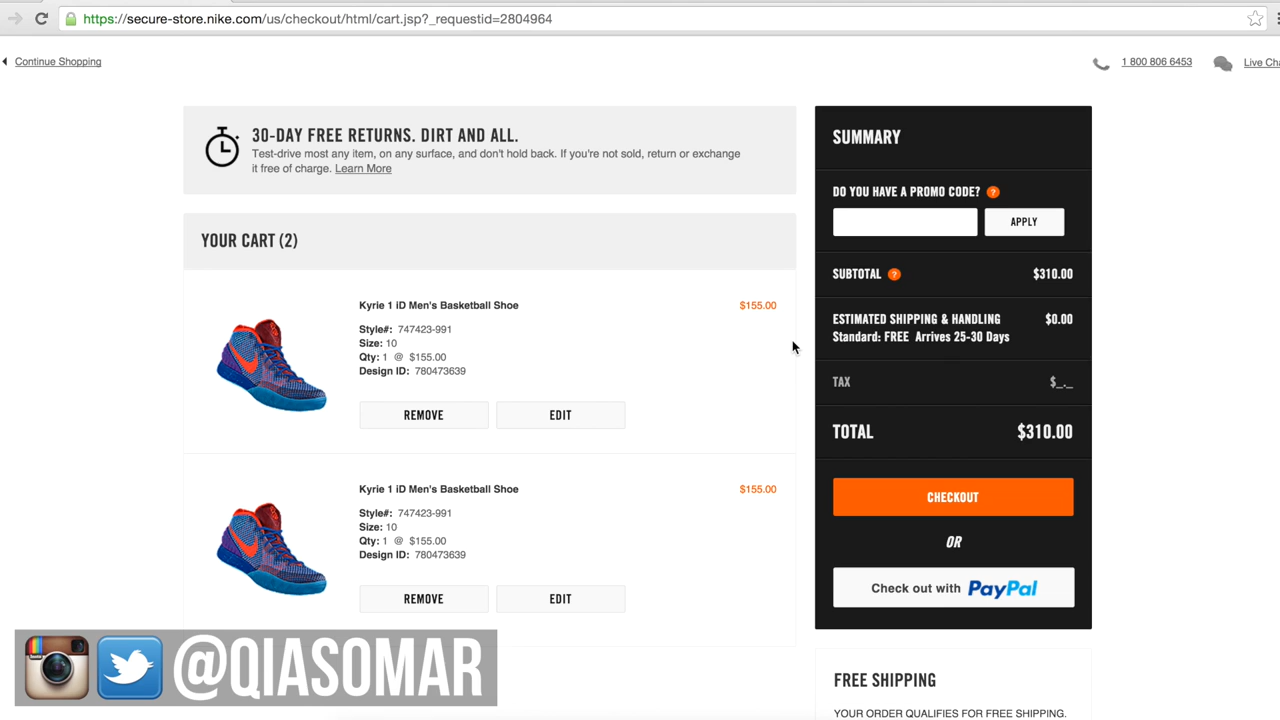 https://secure-store.nike.com/us/checkout/html/cart.jsp?_requestid=2804964
Continue Shopping
1 800 806 6453
Live Cha
30-DAY FREE RETURNS. DIRT AND ALL.
Test-drive most any item, on any surface, and don't hold back. If you're not sold, return or exchange
it free of charge. Learn More
YOUR CART (2)
Kyrie 1 iD Men's Basketball Shoe
$155.00
Style#: 747423-991
Size: 10
Qty: 1 @ $155.00
Design ID: 780473639
REMOVE
EDIT
Kyrie 1 iD Men's Basketball Shoe
$155.00
Style#: 747423-991
Size: 10
Qty: 1 @ $155.00
Design ID: 780473639
REMOVE
EDIT
SUMMARY
DO YOU HAVE A PROMO CODE? ?
APPLY
SUBTOTAL ? $310.00
ESTIMATED SHIPPING & HANDLING $0.00
Standard: FREE Arrives 25-30 Days
TAX $_._
TOTAL $310.00
CHECKOUT
OR
Check out with PayPal
FREE SHIPPING
YOUR ORDER QUALIFIES FOR FREE SHIPPING.
@QIASOMAR